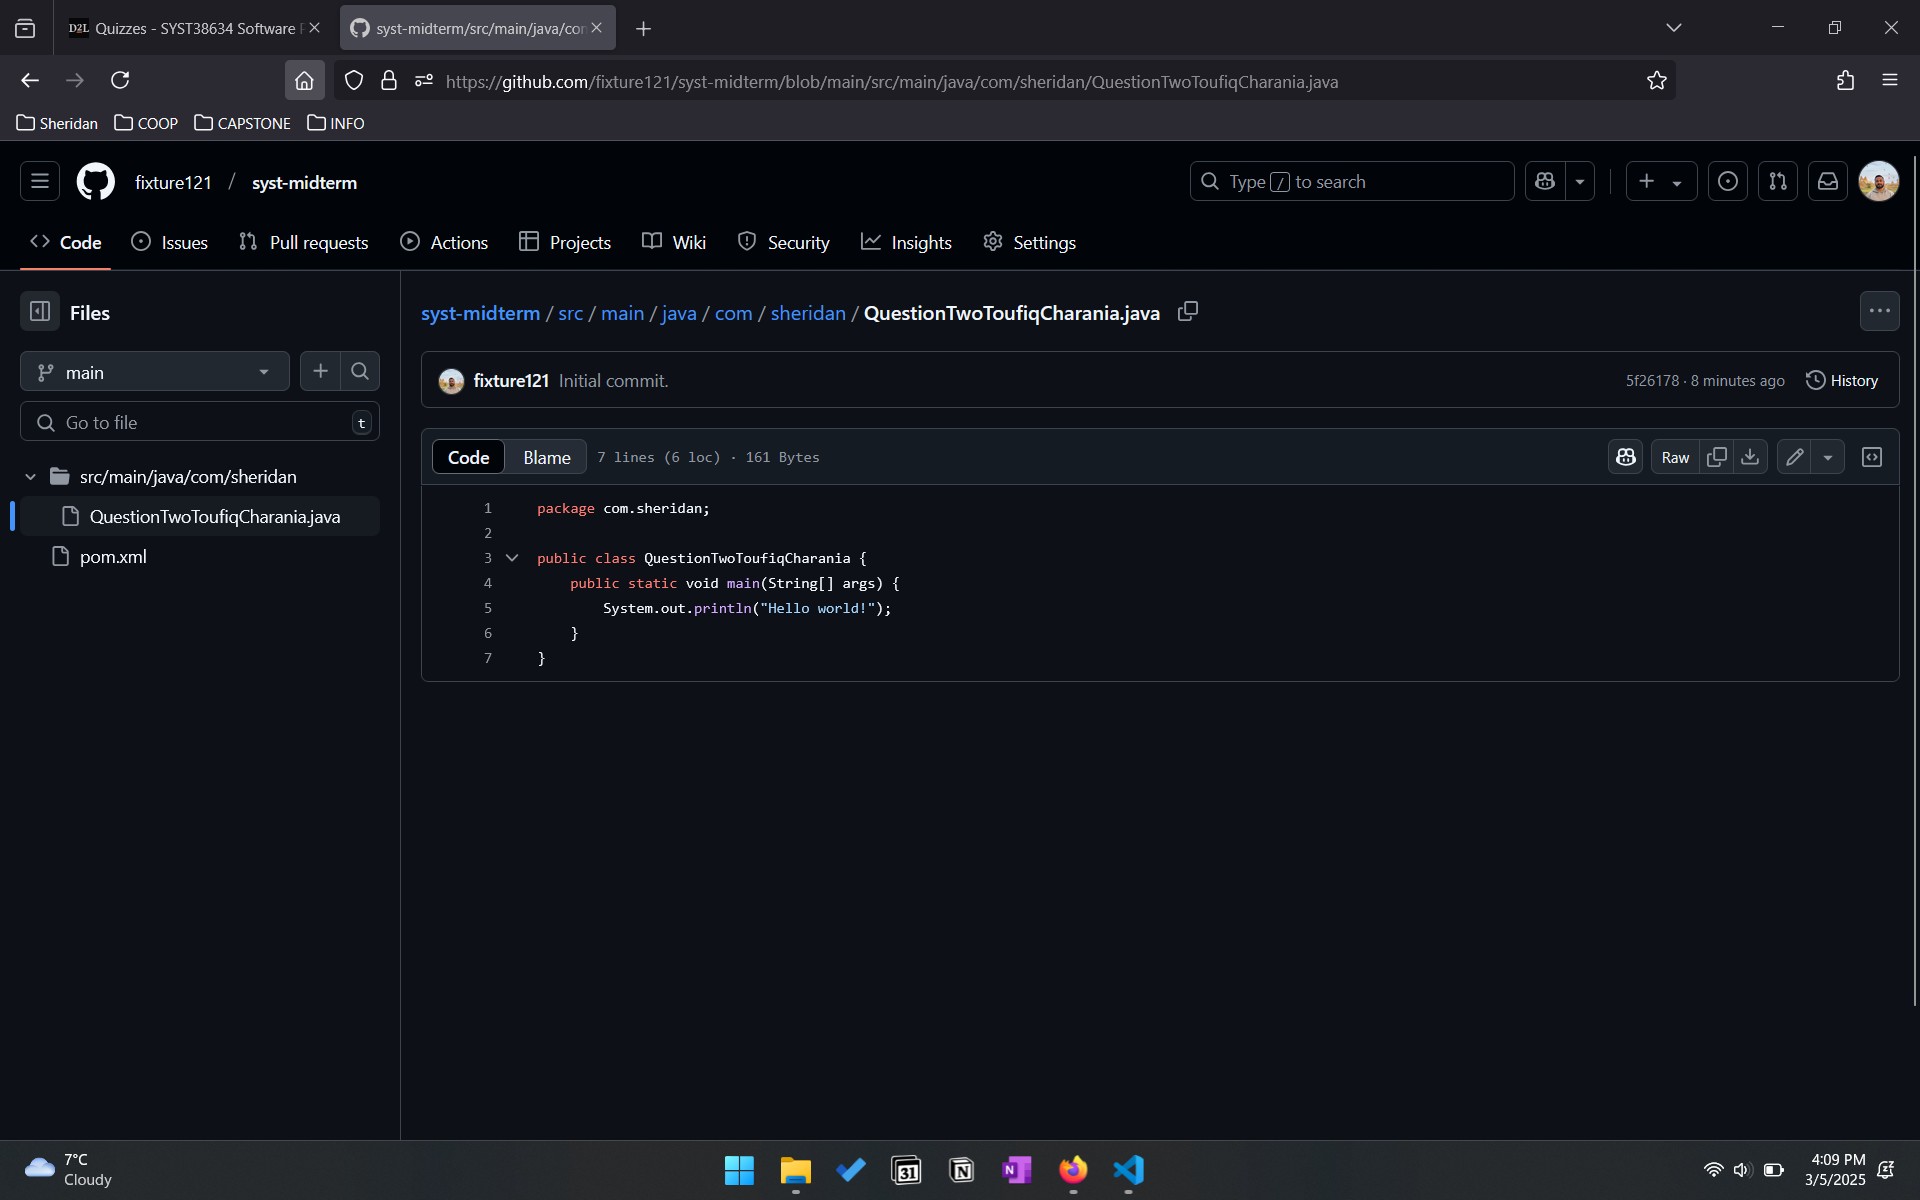 Quizzes - SYST38634 Software
syst-midterm/src/main/java/com
https://github.com/fixture121/syst-midterm/blob/main/src/main/java/com/sheridan/QuestionTwoToufiqCharania.java
Sheridan COOP CAPSTONE INFO
fixture121 / syst-midterm
Type / to search
Code Issues Pull requests Actions Projects Wiki Security Insights Settings
Files
syst-midterm / src / main / java / com / sheridan / QuestionTwoToufiqCharania.java
main
fixture121 Initial commit.
5f26178 · 8 minutes ago History
Go to file t
Code Blame 7 lines (6 loc) · 161 Bytes
Raw
src/main/java/com/sheridan
QuestionTwoToufiqCharania.java
pom.xml
1 package com.sheridan;
2
3 public class QuestionTwoToufiqCharania {
4 public static void main(String[] args) {
5 System.out.println("Hello world!");
6 }
7 }
7°C
Cloudy
31
N
N
4:09 PM
3/5/2025